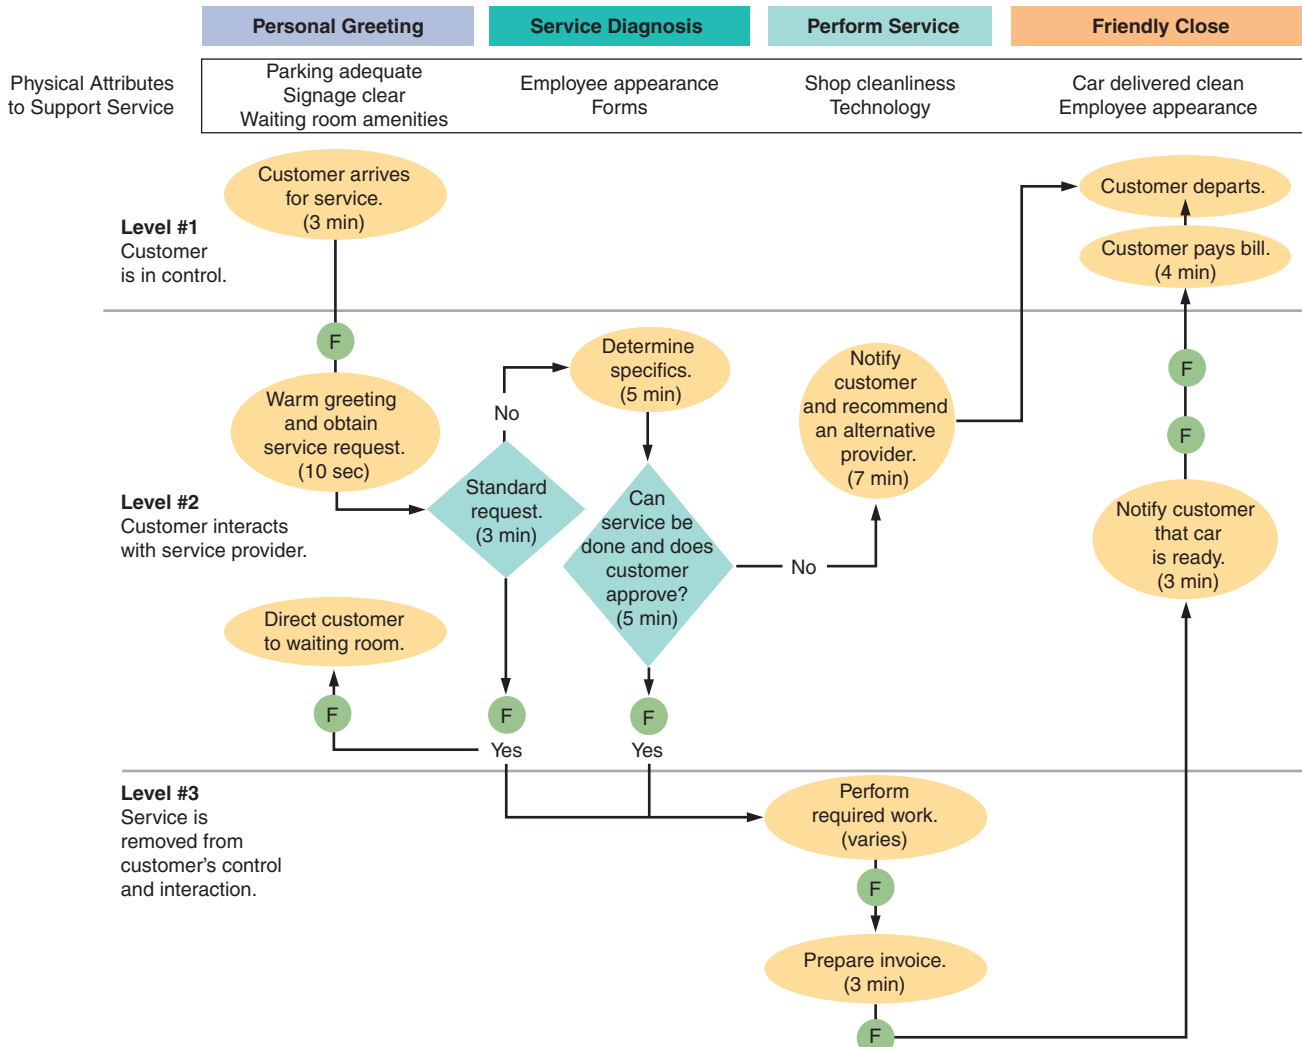 Personal Greeting
Service Diagnosis
Perform Service
Friendly Close
Physical Attributes
to Support Service
Parking adequate
Signage clear
Waiting room amenities
Employee appearance
Forms
Shop cleanliness
Technology
Car delivered clean
Employee appearance
Level #1
Customer
is in control.
Customer arrives
for service.
(3 min)
Customer departs.
Customer pays bill.
(4 min)
Level #2
Customer interacts
with service provider.
F
Warm greeting
and obtain
service request.
(10 sec)
Standard
request.
(3 min)
No
Determine
specifics.
(5 min)
Can
service be
done and does
customer
approve?
(5 min)
No
Notify
customer
and recommend
an alternative
provider.
(7 min)
F
F
Notify customer
that car
is ready.
(3 min)
Direct customer
to waiting room.
F
F
Yes
F
Yes
Level #3
Service is
removed from
customer's control
and interaction.
Perform
required work.
(varies)
F
Prepare invoice.
(3 min)
F